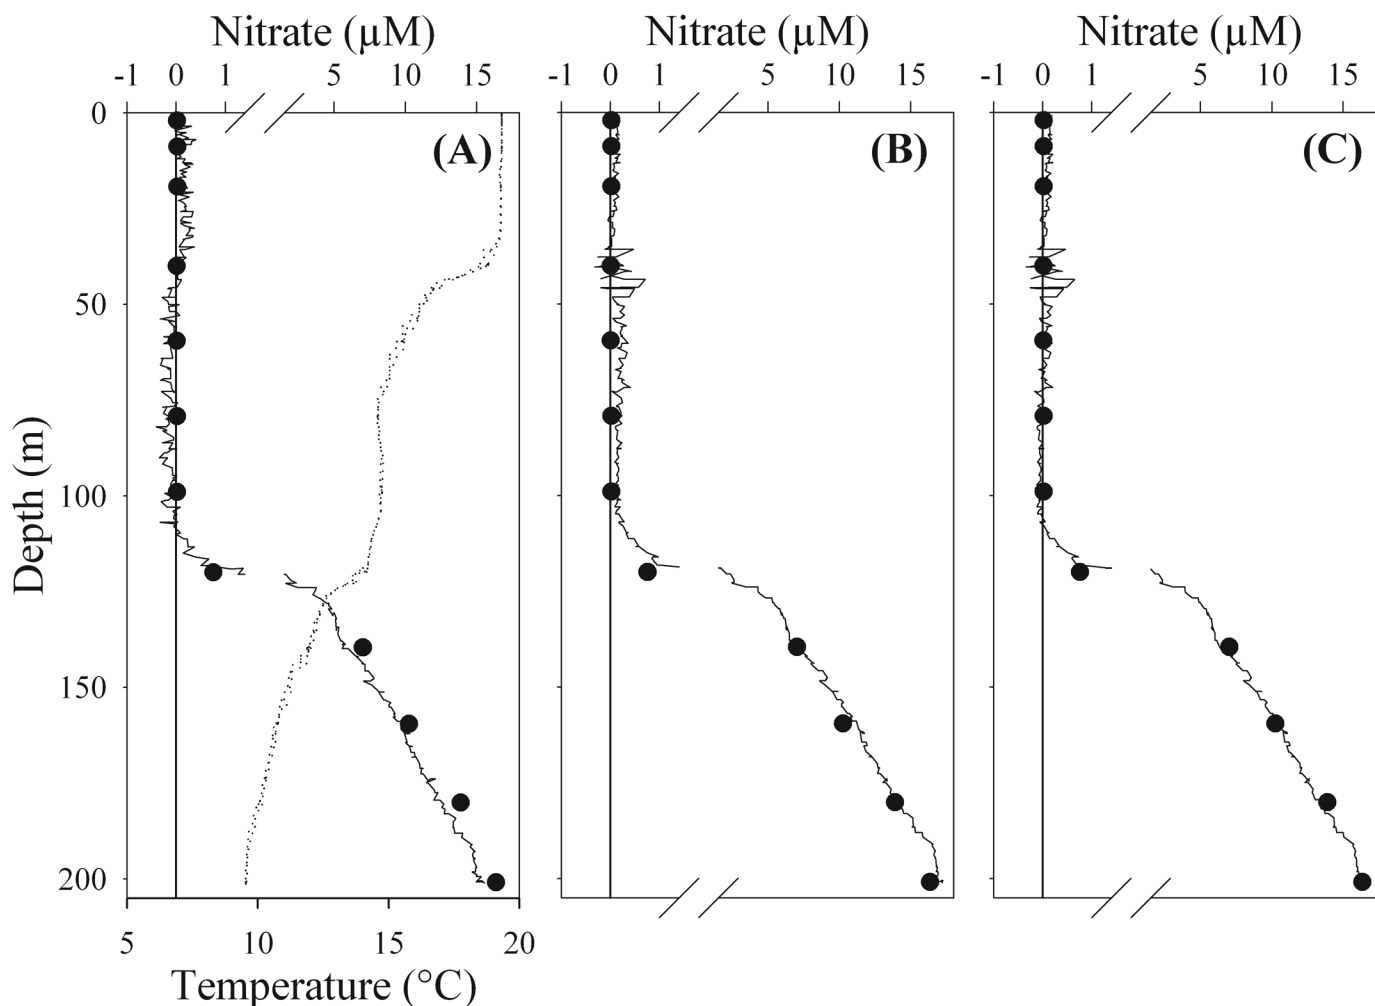 Nitrate (µM) Nitrate (µM) Nitrate (µM)
-1 0 1 5 10 15 -1 0 1 5 10 15 -1 0 1 5 10 15
0
(A) (B) (C)
50
Depth (m)
100
150
200
5 10 15 20
Temperature (°C)